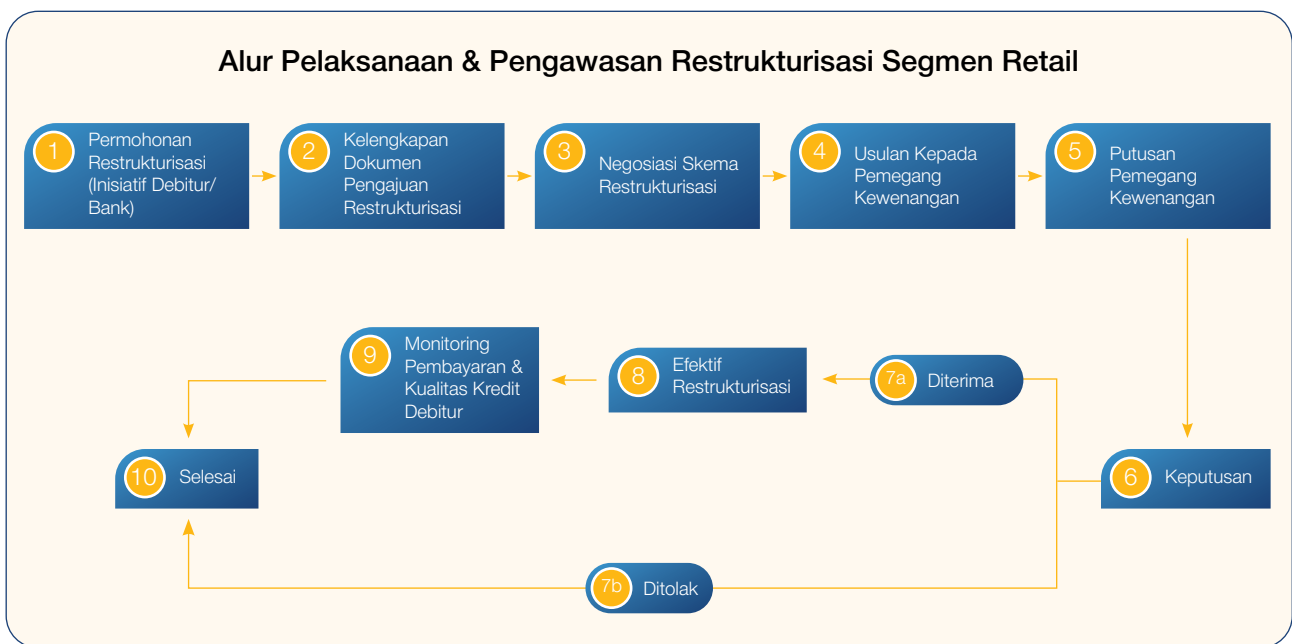 Alur Pelaksanaan & Pengawasan Restrukturisasi Segmen Retail
1
Permohonan
Restrukturisasi
(Inisiatif Debitur/
Bank)
2
Kelengkapan
Dokumen
Pengajuan
Restrukturisasi
3
Negosiasi Skema
Restrukturisasi
4
Usulan Kepada
Pemegang
Kewenangan
5
Putusan
Pemegang
Kewenangan
6
Keputusan
7a
Diterima
8
Efektif
Restrukturisasi
9
Monitoring
Pembayaran &
Kualitas Kredit
Debitur
10
Selesai
7b
Ditolak